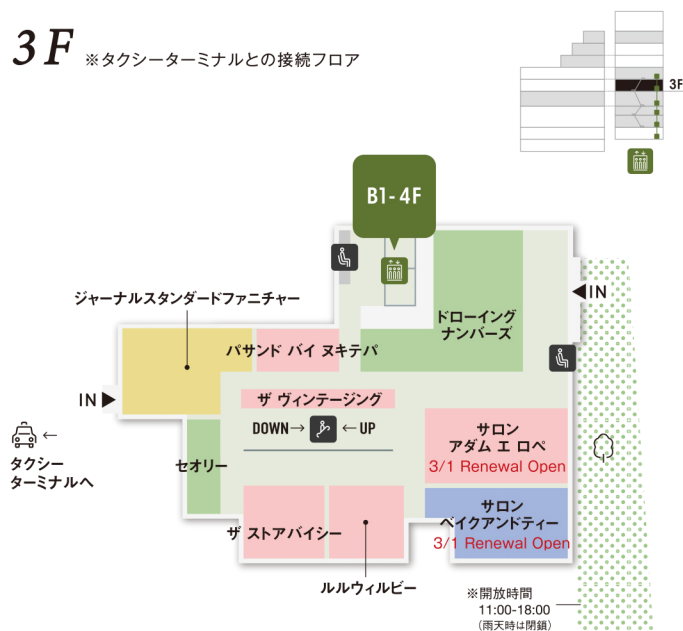 3F ※タクシーターミナルとの接続フロア
3F
B1-4F
IN
ジャーナルスタンダードファニチャー
ドローイング
ナンバーズ
パサンド バイ ヌキテパ
IN
ザ ヴィンテージング
DOWN→ ←UP
サロン
アダム エ ロペ
3/1 Renewal Open
←
タクシー
ターミナルへ
セオリー
サロン
ベイクアンドティー
3/1 Renewal Open
ザ ストアバイシー
ルルウィルビー
※開放時間
11:00-18:00
(雨天時は閉鎖)